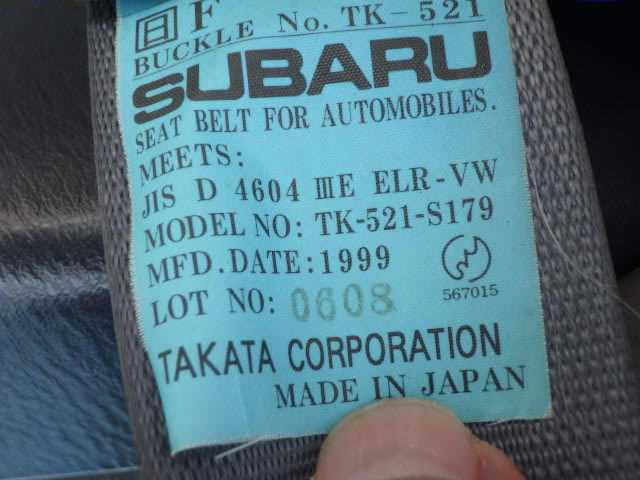 日 F
BUCKLE No. TK-521
SUBARU
SEAT BELT FOR AUTOMOBILES.
MEETS:
JIS D 4604 ⅢE ELR-VW
MODEL NO: TK-521-S179
MFD. DATE: 1999
567015
LOT NO: 0608
TAKATA CORPORATION
MADE IN JAPAN